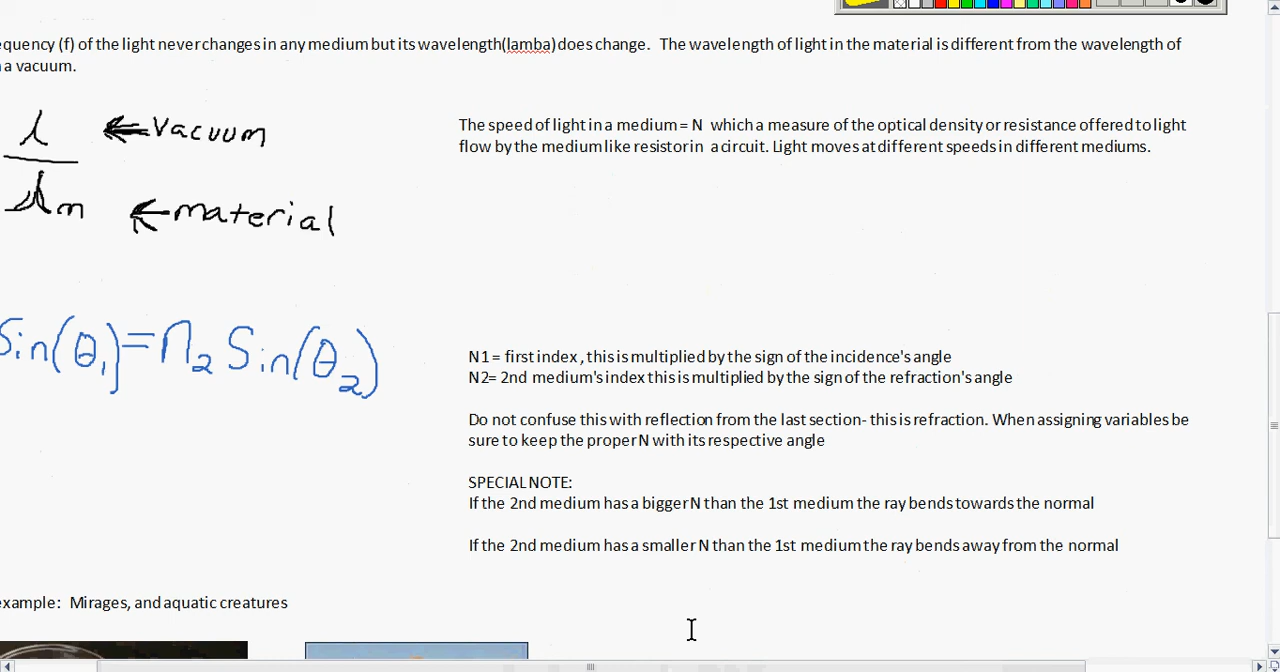 equency (f) of the light never changes in any medium but its wavelength(lamba) does change. The wavelength of light in the material is different from the wavelength of
a vacuum.
λ ← Vacuum
λm ← material
The speed of light in a medium = N which a measure of the optical density or resistance offered to light
flow by the medium like resistor in a circuit. Light moves at different speeds in different mediums.
Sin(θ₁)=n₂ Sin(θ₂)
N1 = first index , this is multiplied by the sign of the incidence's angle
N2= 2nd medium's index this is multiplied by the sign of the refraction's angle
Do not confuse this with reflection from the last section- this is refraction. When assigning variables be
sure to keep the proper N with its respective angle
SPECIAL NOTE:
If the 2nd medium has a bigger N than the 1st medium the ray bends towards the normal
If the 2nd medium has a smaller N than the 1st medium the ray bends away from the normal
example: Mirages, and aquatic creatures